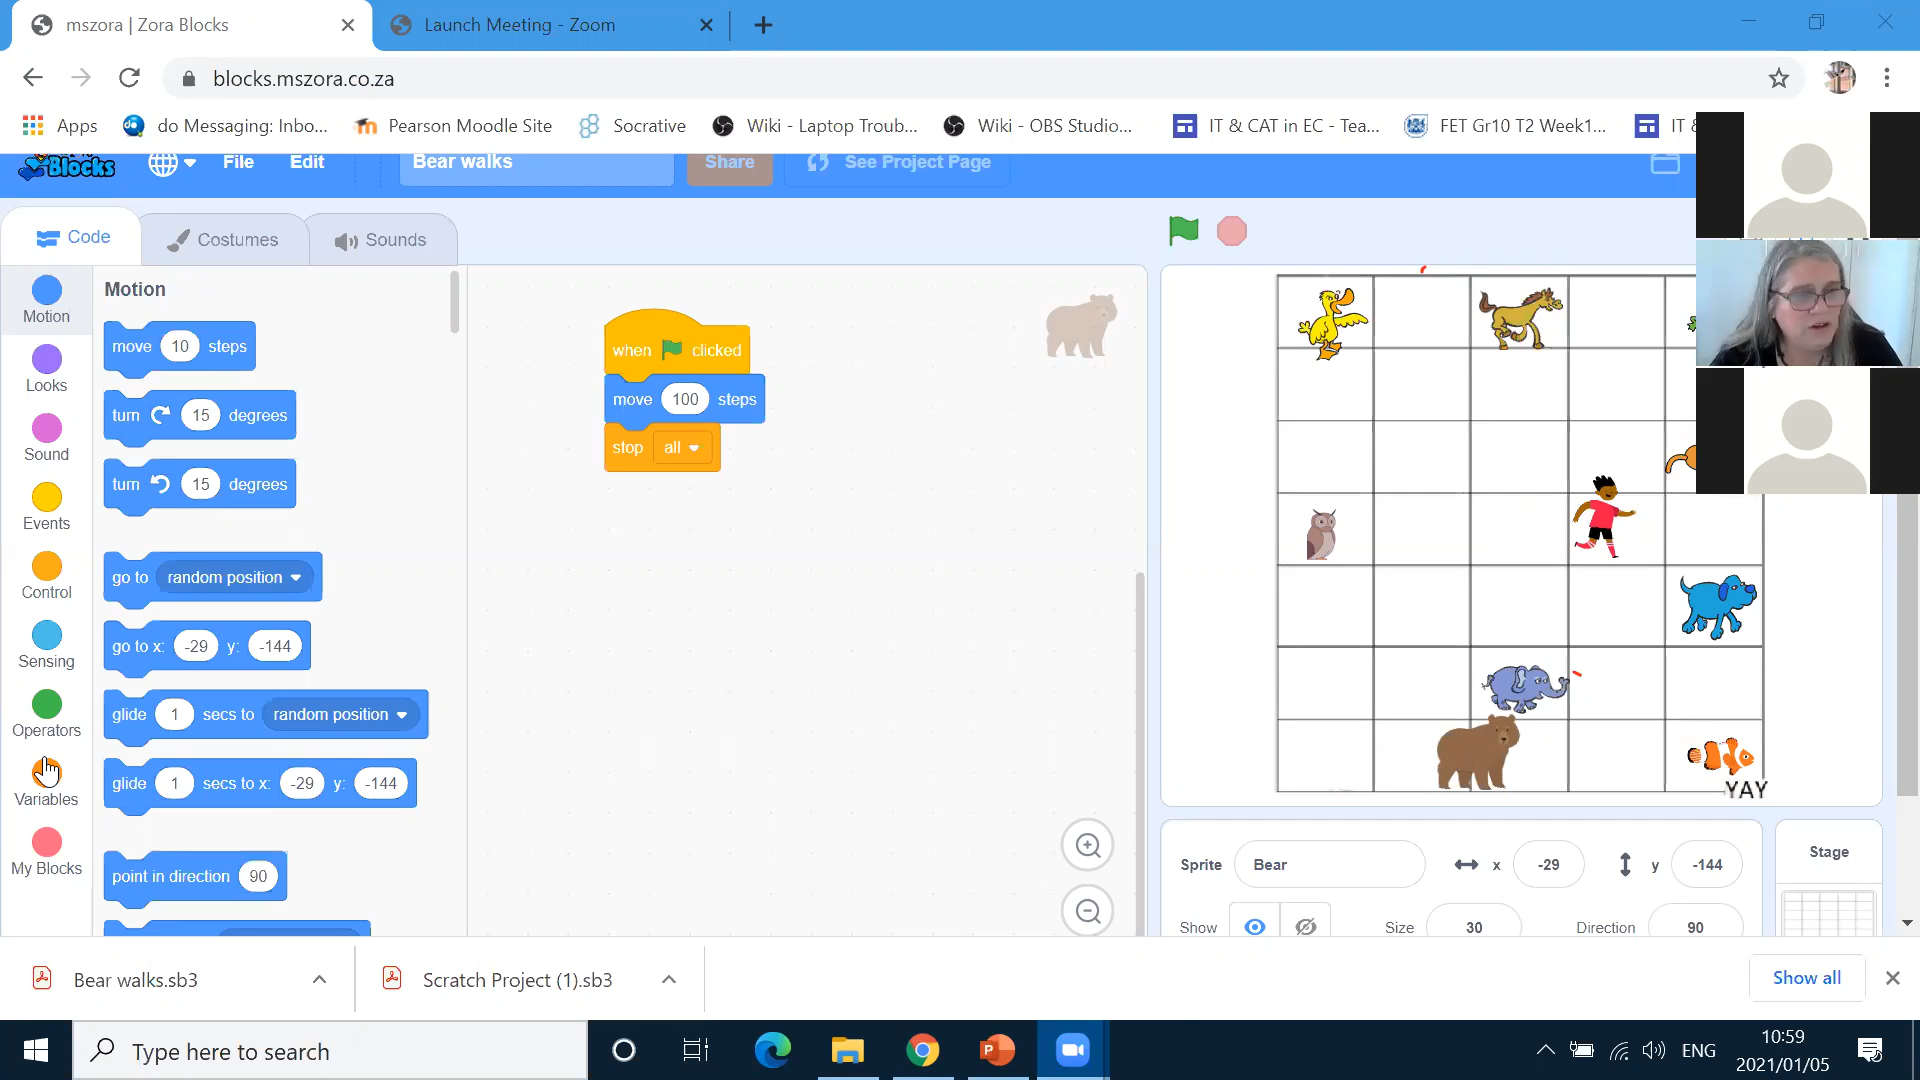 mszora | Zora Blocks
Launch Meeting - Zoom
blocks.mszora.co.za
Apps
do Messaging: Inbo...
Pearson Moodle Site
Socrative
Wiki - Laptop Troub...
Wiki - OBS Studio...
IT & CAT in EC - Tea...
FET Gr10 T2 Week1...
IT &
Blocks
File
Edit
Bear walks
Share
See Project Page
Code
Costumes
Sounds
Motion
Looks
Sound
Events
Control
Sensing
Operators
Variables
My Blocks
Motion
move 10 steps
turn 15 degrees
turn 15 degrees
go to random position
go to x: -29 y: -144
glide 1 secs to random position
glide 1 secs to x: -29 y: -144
point in direction 90
when clicked
move 100 steps
stop all
YAY
Sprite Bear x -29 y -144
Show Size 30 Direction 90
Stage
Bear walks.sb3
Scratch Project (1).sb3
Show all
Type here to search
ENG
10:59
2021/01/05